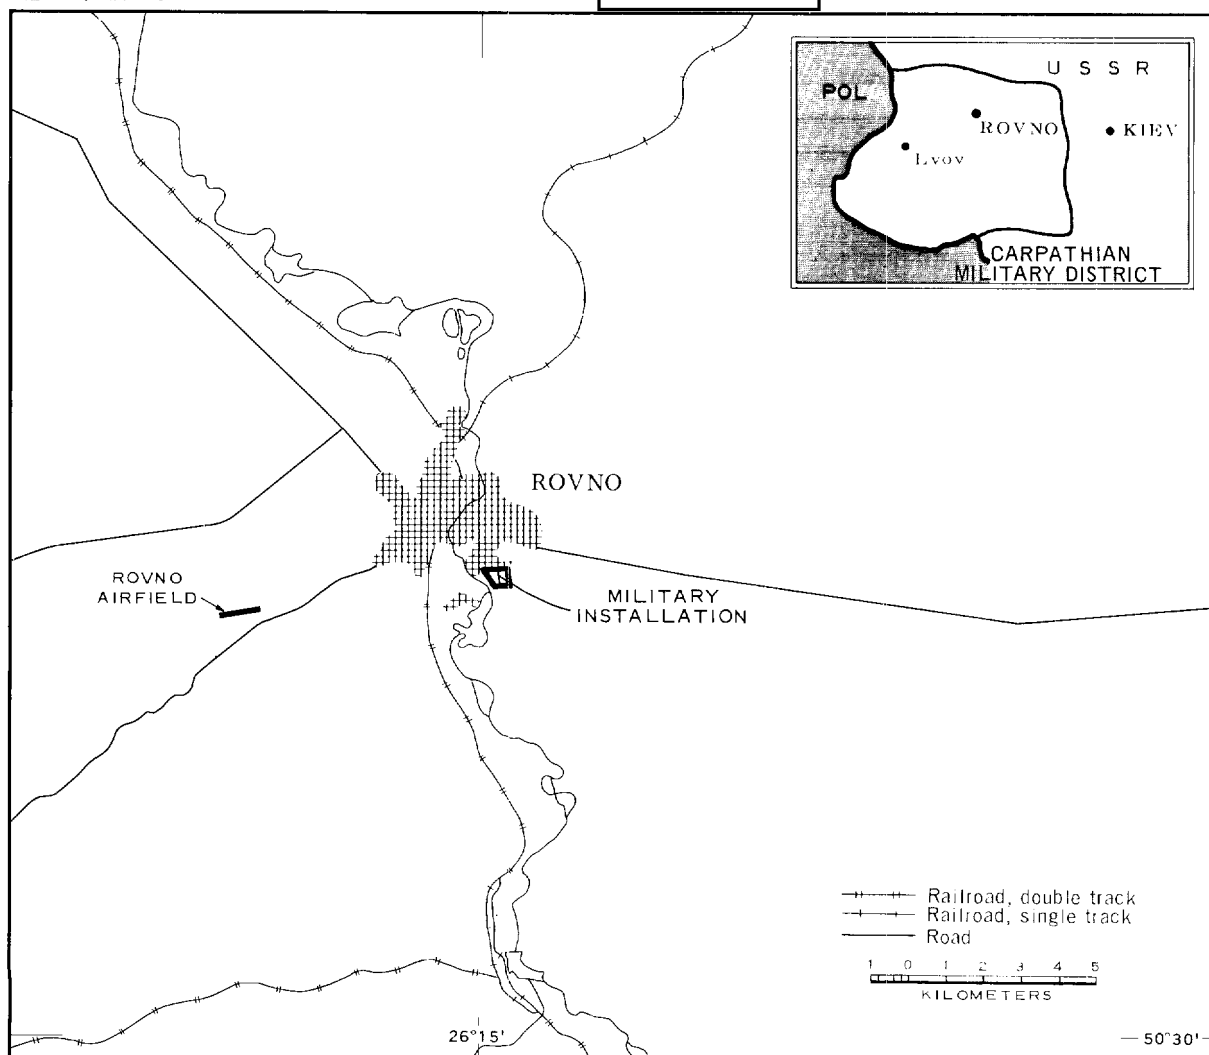 U S S R
POL
ROVNO
KIEV
Lvov
CARPATHIAN
MILITARY DISTRICT
ROVNO
ROVNO
AIRFIELD
MILITARY
INSTALLATION
Railroad, double track
Railroad, single track
Road
1 0 1 2 3 4 5
KILOMETERS
26°15'
50°30'